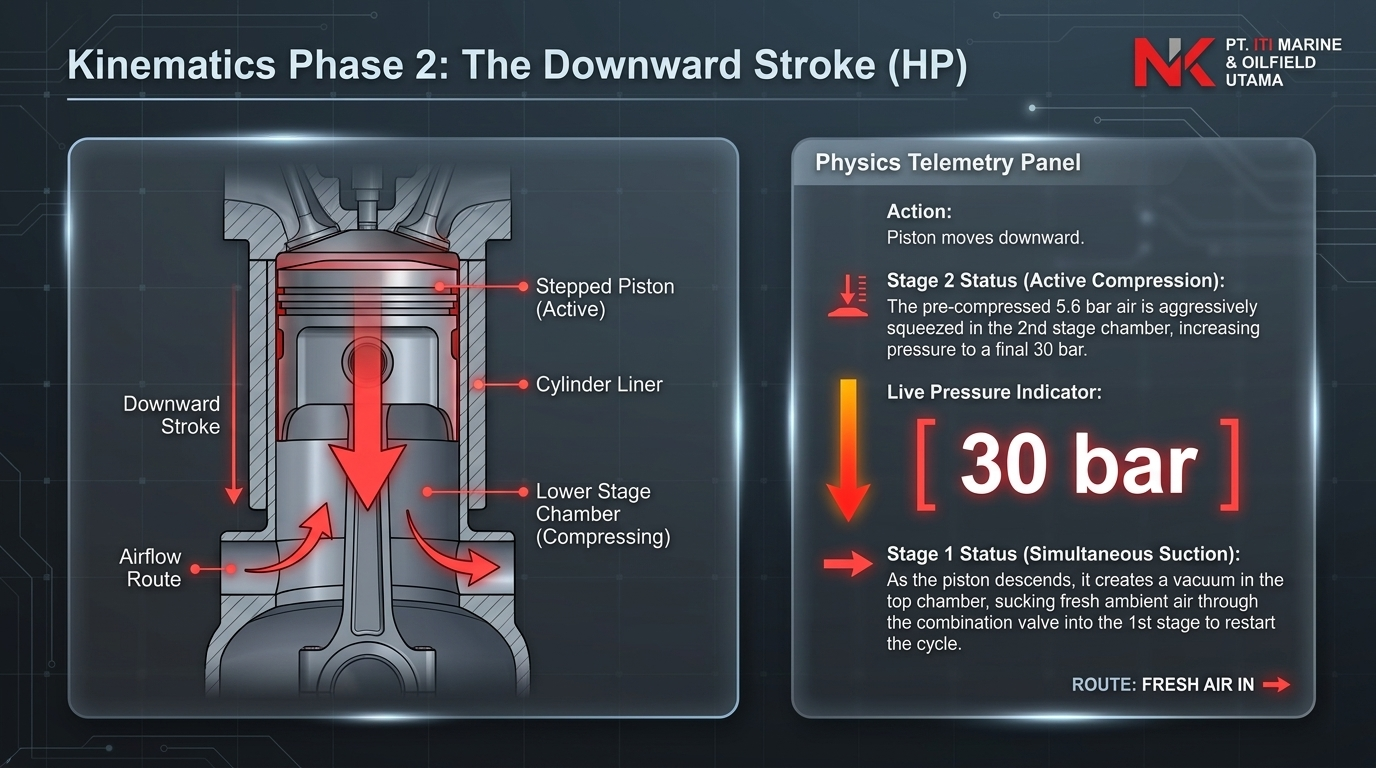 Kinematics Phase 2: The Downward Stroke (HP)
NK
PT. ITI MARINE
& OILFIELD
UTAMA
Stepped Piston
(Active)
Cylinder Liner
Downward
Stroke
Lower Stage
Chamber
(Compressing)
Airflow
Route
Physics Telemetry Panel
Action:
Piston moves downward.
Stage 2 Status (Active Compression):
The pre-compressed 5.6 bar air is aggressively
squeezed in the 2nd stage chamber, increasing
pressure to a final 30 bar.
Live Pressure Indicator:
[ 30 bar ]
Stage 1 Status (Simultaneous Suction):
As the piston descends, it creates a vacuum in the
top chamber, sucking fresh ambient air through
the combination valve into the 1st stage to restart
the cycle.
ROUTE: FRESH AIR IN